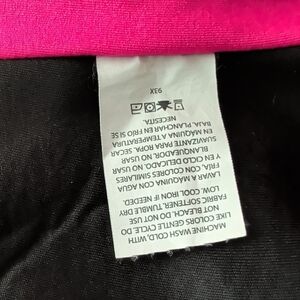 MACHINE WASH COLD, WITH
LIKE COLORS GENTLE CYCLE. DO
NOT BLEACH. DO NOT USE
FABRIC SOFTENER. TUMBLE DRY
LOW. COOL IRON IF NEEDED.
LAVAR A MAQUINA CON AGUA
FRIA CON COLORES SIMILARES
Y EN CICLO DELICADO. NO USAR
BLANQUEADOR. NO USAR
SUAVIZANTE PARA ROPA. SECAR
EN MAQUINA A TEMPERATURA
BAJA. PLANCHAR EN FRIO SI SE
NECESITA.
93X